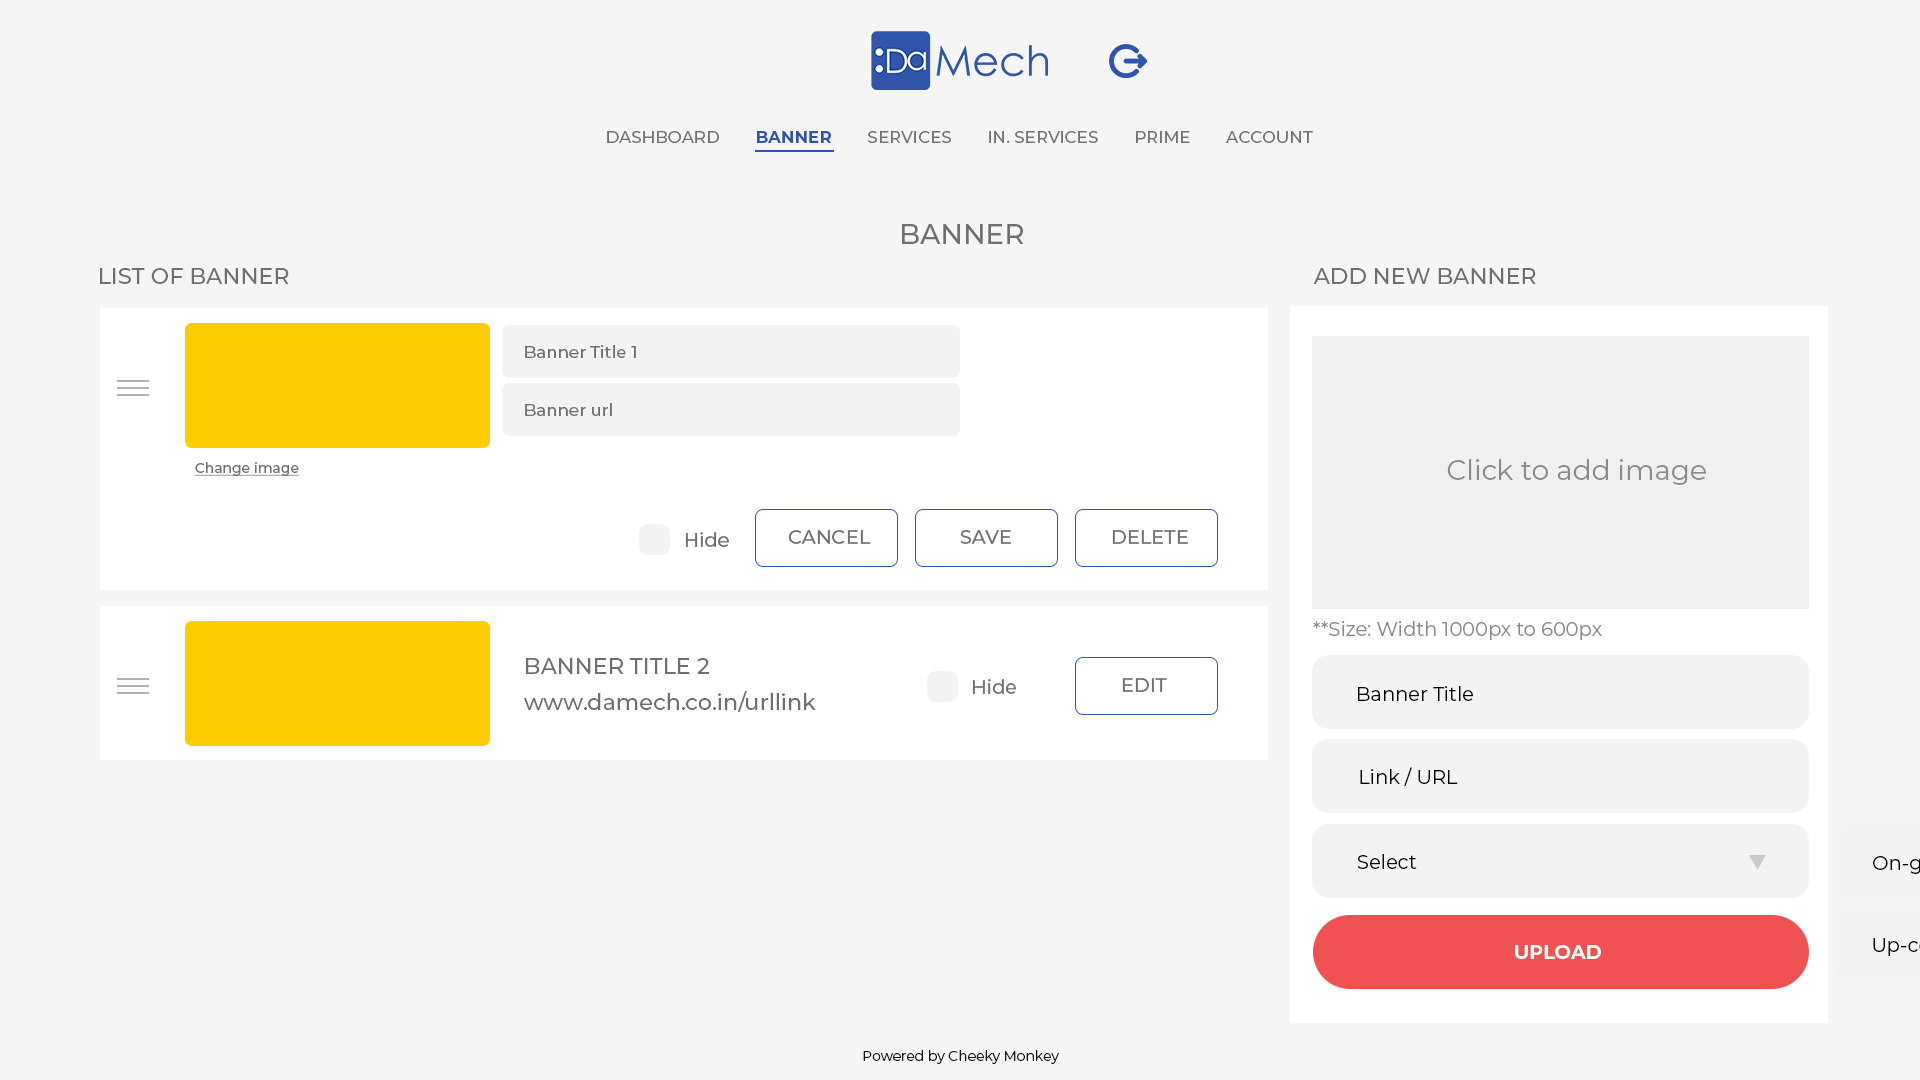 :Da Mech
DASHBOARD BANNER SERVICES IN. SERVICES PRIME ACCOUNT
BANNER
LIST OF BANNER
Banner Title 1
Banner url
Change image
Hide CANCEL SAVE DELETE
BANNER TITLE 2
www.damech.co.in/urllink
Hide EDIT
ADD NEW BANNER
Click to add image
**Size: Width 1000px to 600px
Banner Title
Link / URL
Select
UPLOAD
Powered by Cheeky Monkey